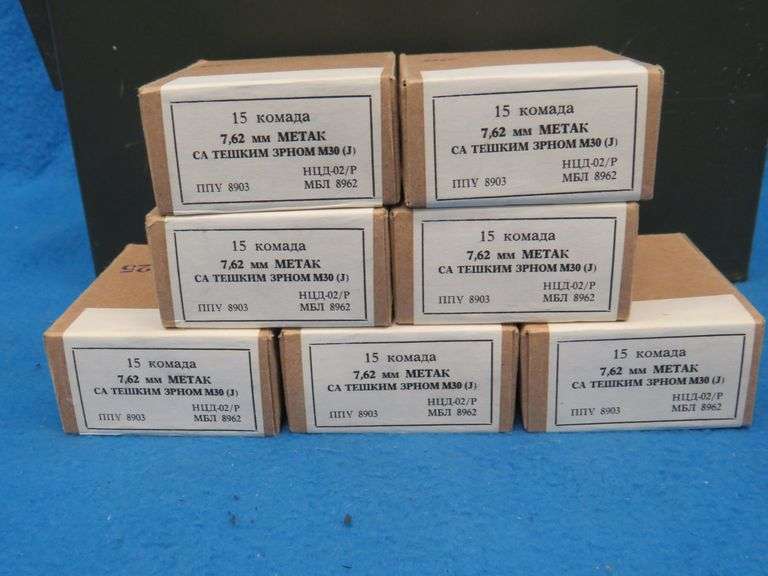 15 комада
7,62 мм МЕТАК
СА ТЕШКИМ ЗРНОМ М30 (Ј)
НЦД-02/Р
ППУ 8903 МБЛ 8962
15 комада
7,62 мм МЕТАК
СА ТЕШКИМ ЗРНОМ М30 (Ј)
НЦД-02/Р
ППУ 8903 МБЛ 8962
15 комада
7,62 мм МЕТАК
СА ТЕШКИМ ЗРНОМ М30 (Ј)
НЦД-02/Р
ППУ 8903 МБЛ 8962
15 комада
7,62 мм МЕТАК
СА ТЕШКИМ ЗРНОМ М30 (Ј)
НЦД-02/Р
ППУ 8903 МБЛ 8962
15 комада
7,62 мм МЕТАК
СА ТЕШКИМ ЗРНОМ М30 (Ј)
НЦД-02/Р
ППУ 8903 МБЛ 8962
15 комада
7,62 мм МЕТАК
СА ТЕШКИМ ЗРНОМ М30 (Ј)
НЦД-02/Р
ППУ 8903 МБЛ 8962
15 комада
7,62 мм МЕТАК
СА ТЕШКИМ ЗРНОМ М30 (Ј)
НЦД-02/Р
ППУ 8903 МБЛ 8962